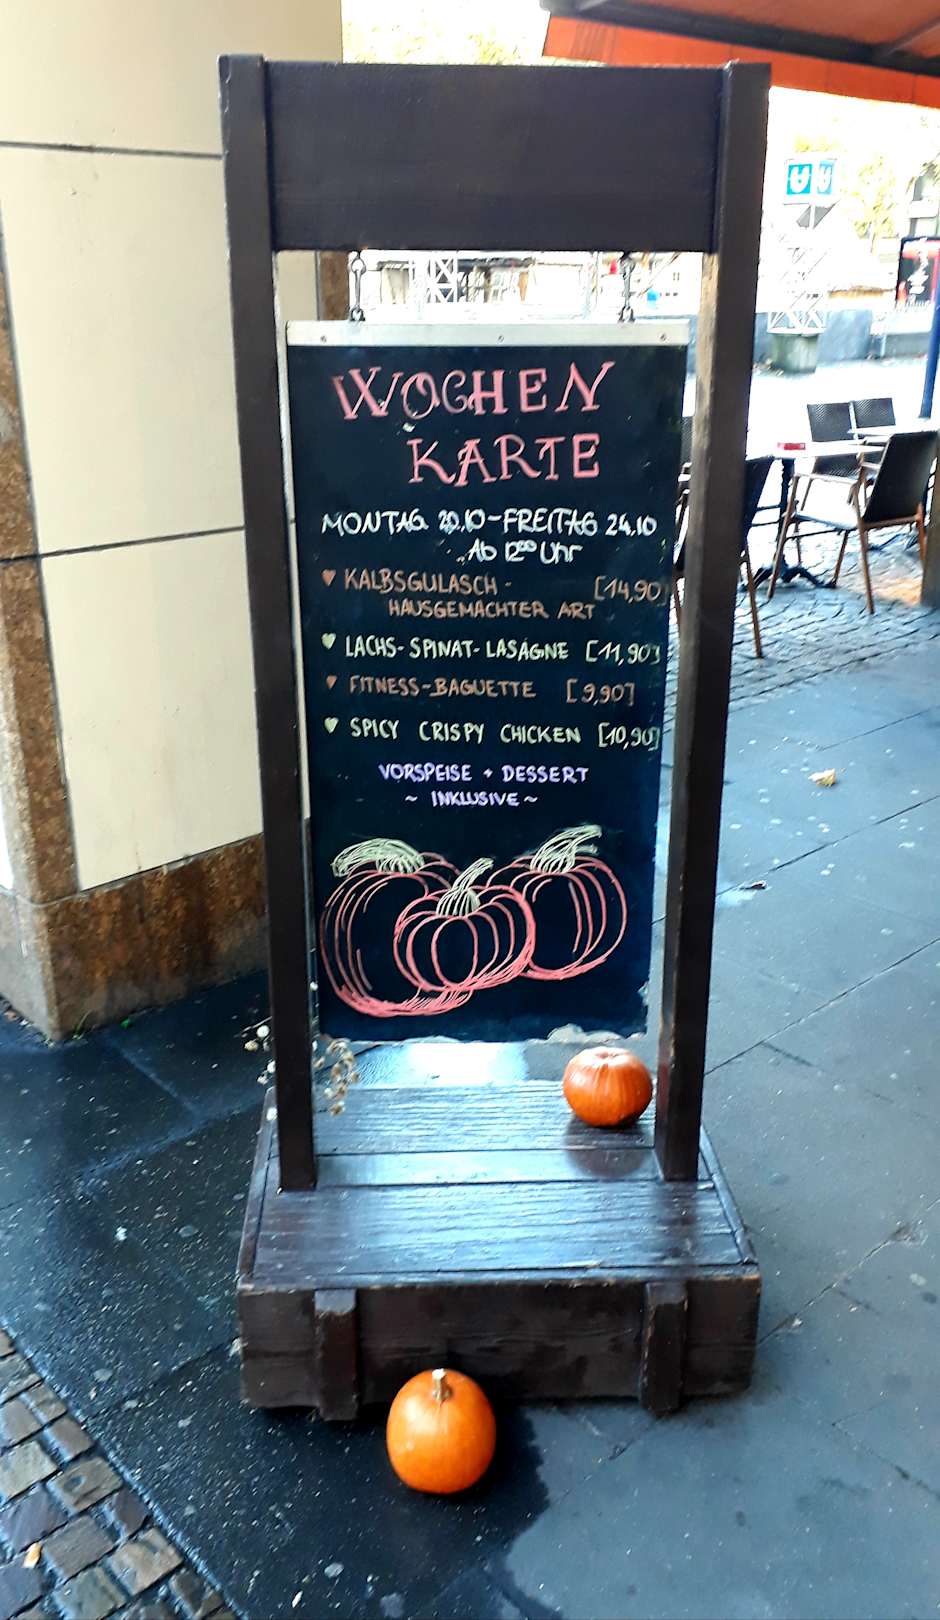 WOCHEN
KARTE
MONTAG 20.10-FREITAG 24.10
Ab 12⁰⁰ Uhr
KALBSGULASCH - [14,90]
HAUSGEMACHTER ART
LACHS-SPINAT-LASAGNE [11,90]
FITNESS-BAGUETTE [9,90]
SPICY CRISPY CHICKEN [10,90]
VORSPEISE + DESSERT
~ INKLUSIVE ~
U U